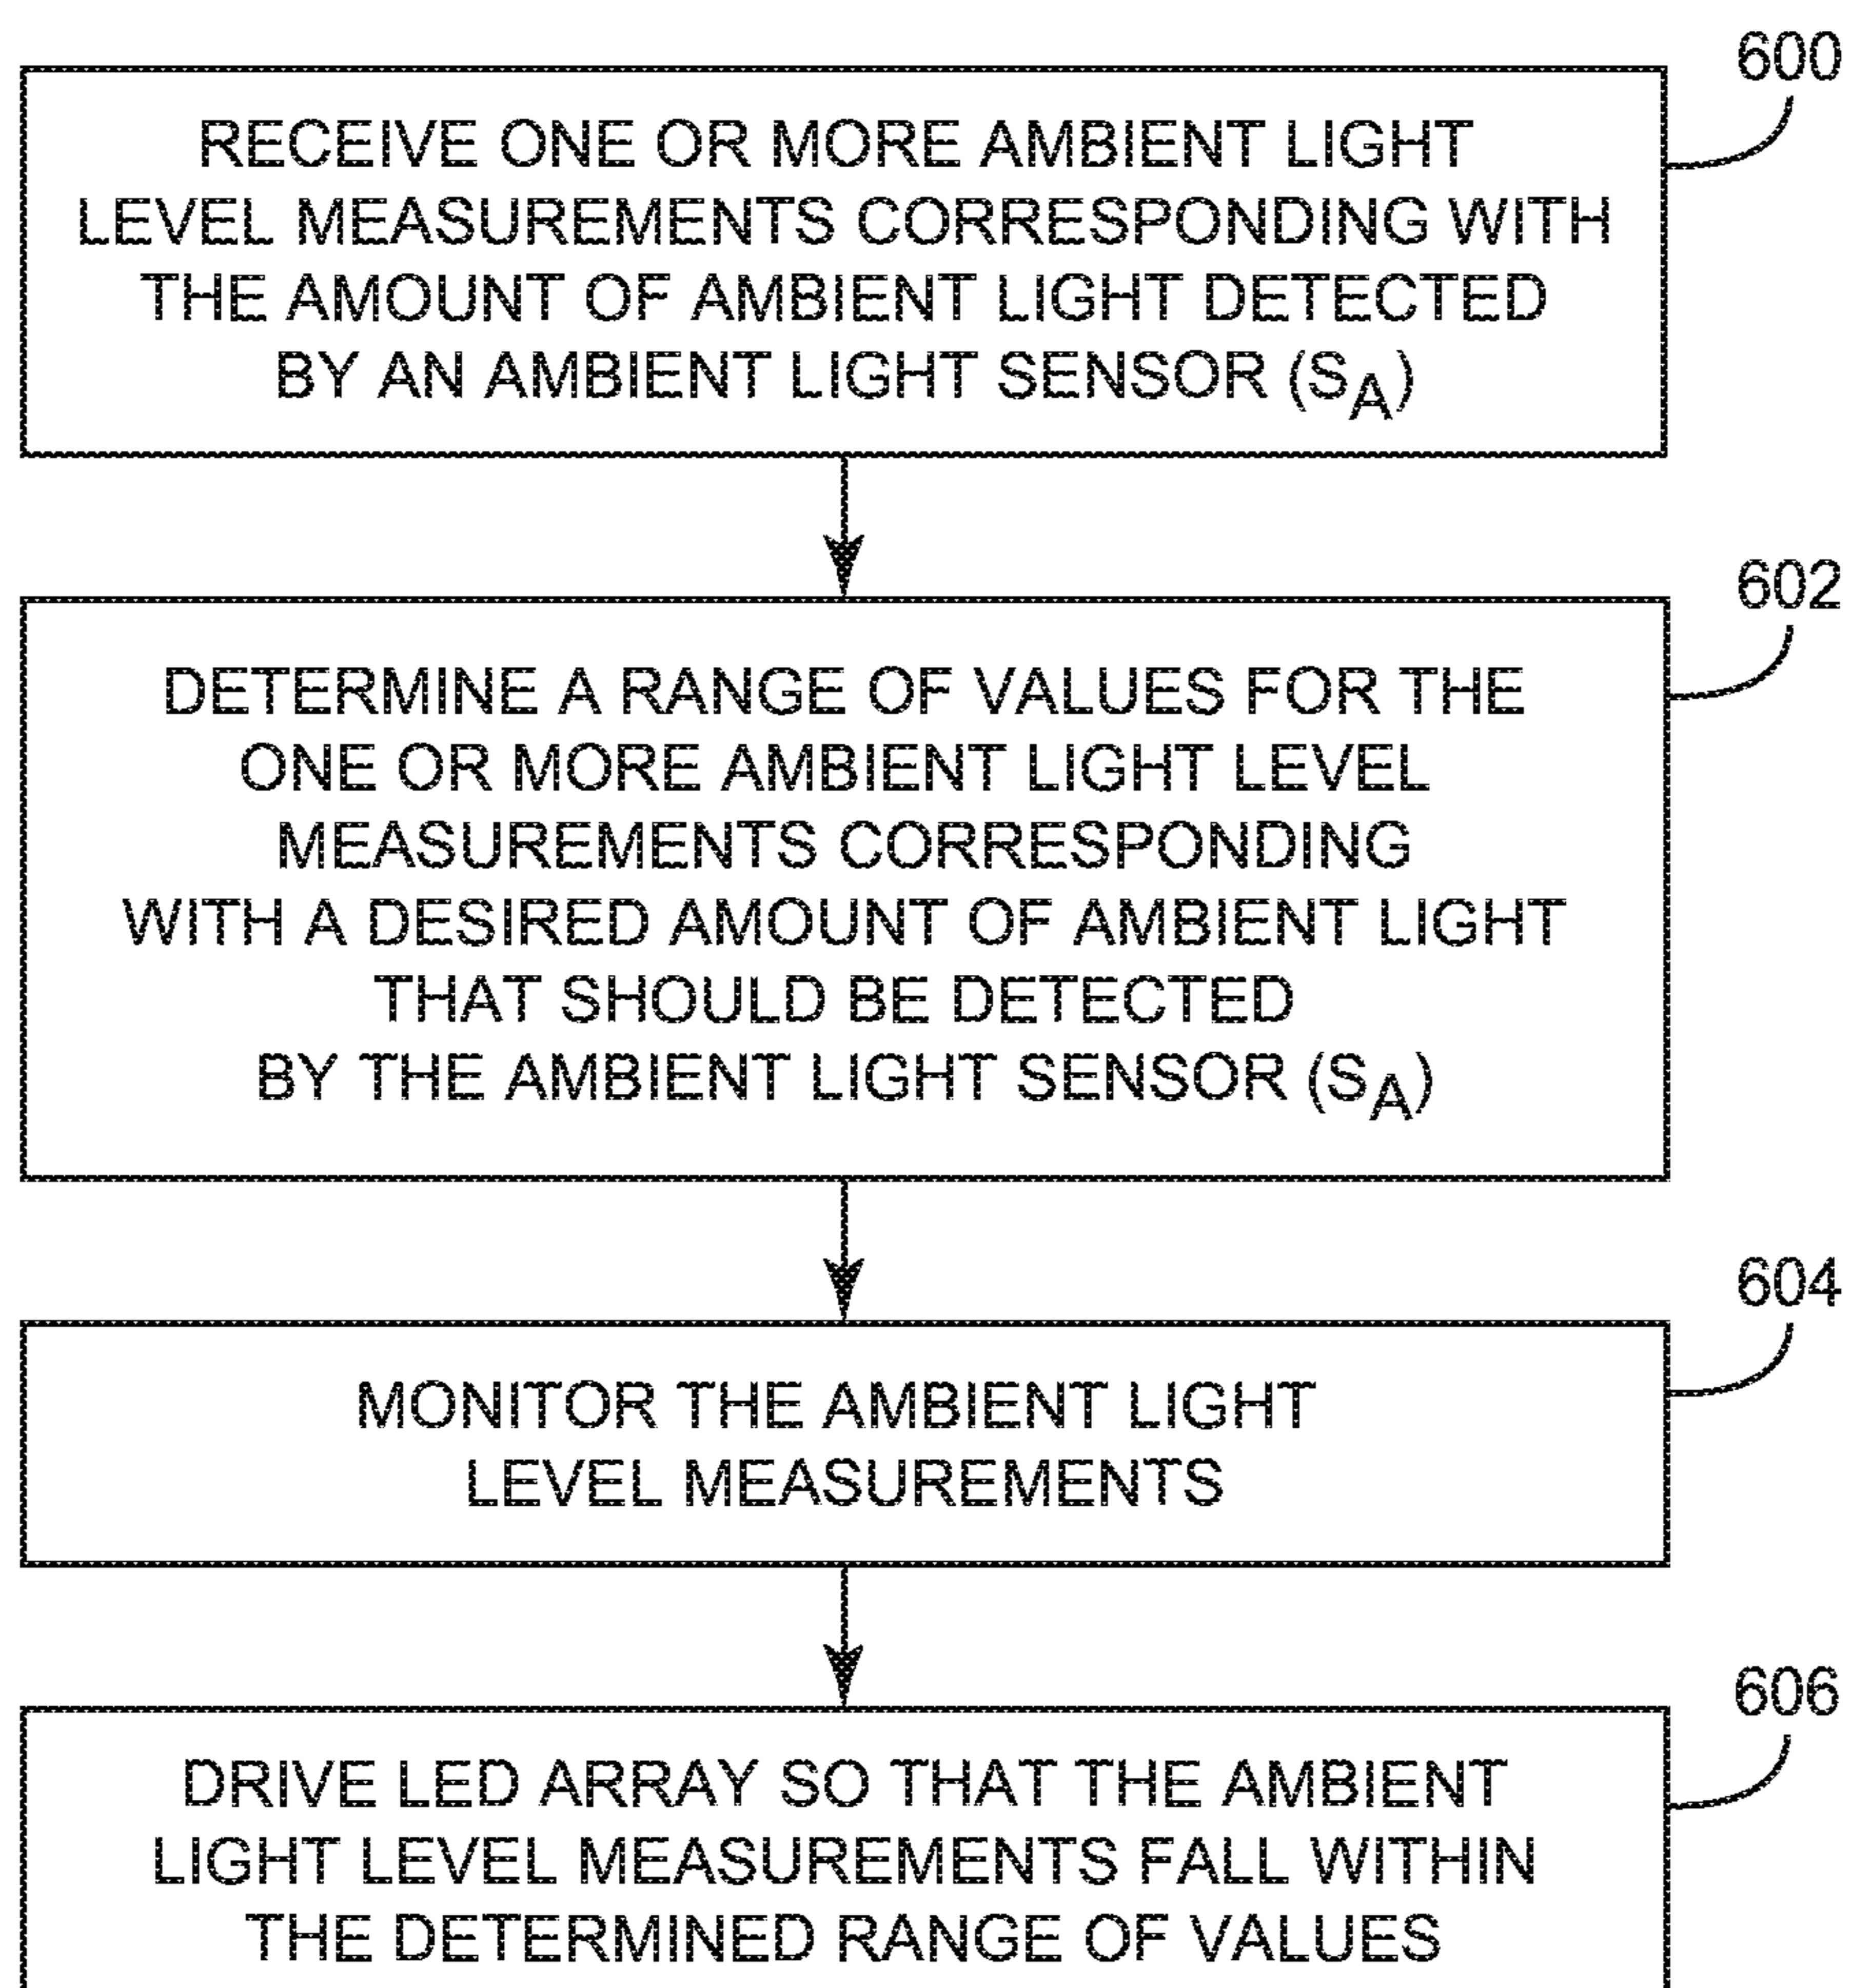 600
RECEIVE ONE OR MORE AMBIENT LIGHT
LEVEL MEASUREMENTS CORRESPONDING WITH
THE AMOUNT OF AMBIENT LIGHT DETECTED
BY AN AMBIENT LIGHT SENSOR (SA)
602
DETERMINE A RANGE OF VALUES FOR THE
ONE OR MORE AMBIENT LIGHT LEVEL
MEASUREMENTS CORRESPONDING
WITH A DESIRED AMOUNT OF AMBIENT LIGHT
THAT SHOULD BE DETECTED
BY THE AMBIENT LIGHT SENSOR (SA)
604
MONITOR THE AMBIENT LIGHT
LEVEL MEASUREMENTS
606
DRIVE LED ARRAY SO THAT THE AMBIENT
LIGHT LEVEL MEASUREMENTS FALL WITHIN
THE DETERMINED RANGE OF VALUES